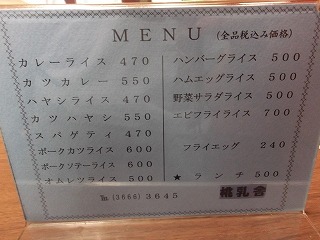 MENU (全品税込み価格)
カレーライス 470
カツカレー 550
ハヤシライス 470
カツハヤシ 550
スパゲティ 470
ポークカツライス 600
ポークソテーライス 600
オムレツライス 500
ハンバーグライス 500
ハムエッグライス 500
野菜サラダライス 500
エビフライライス 700
フライエッグ 240
★ ランチ 500
℡(3666)3645
桃乳舎